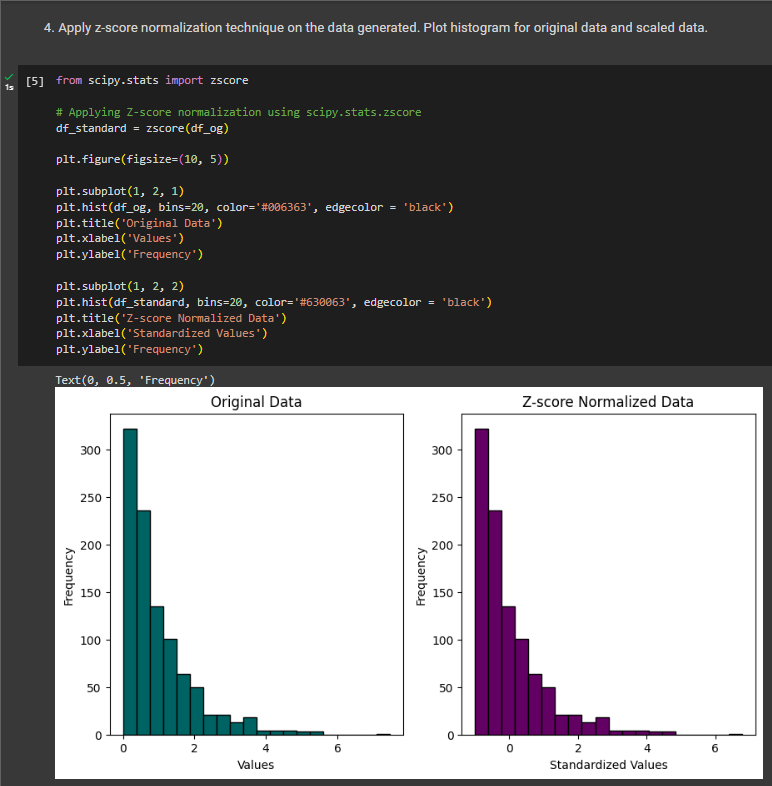 4. Apply z-score normalization technique on the data generated. Plot histogram for original data and scaled data.
1s
[5] from scipy.stats import zscore
# Applying Z-score normalization using scipy.stats.zscore
df_standard = zscore(df_og)
plt.figure(figsize=(10, 5))
plt.subplot(1, 2, 1)
plt.hist(df_og, bins=20, color='#006363', edgecolor = 'black')
plt.title('Original Data')
plt.xlabel('Values')
plt.ylabel('Frequency')
plt.subplot(1, 2, 2)
plt.hist(df_standard, bins=20, color='#630063', edgecolor = 'black')
plt.title('Z-score Normalized Data')
plt.xlabel('Standardized Values')
plt.ylabel('Frequency')
Text(0, 0.5, 'Frequency')
Original Data
300
250
200
150
100
50
0
Frequency
0 2 4 6
Values
Z-score Normalized Data
300
250
200
150
100
50
0
Frequency
0 2 4 6
Standardized Values